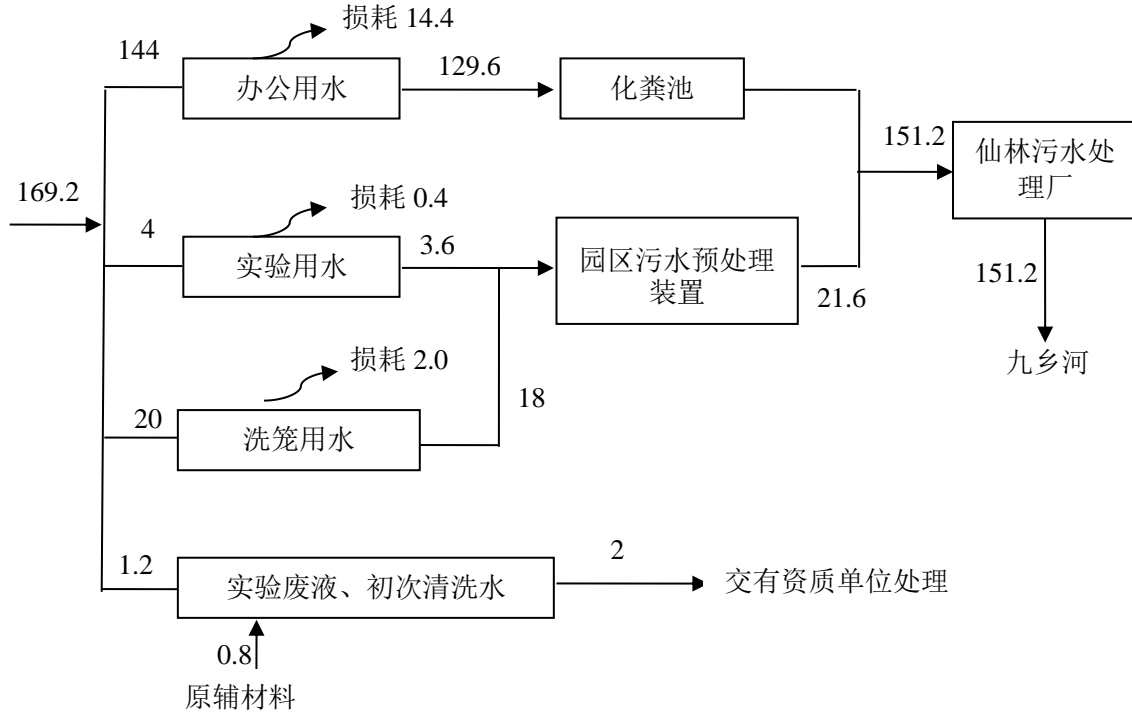 损耗 14.4
144
办公用水
129.6
化粪池
151.2
仙林污水处
理厂
169.2
4
损耗 0.4
实验用水
3.6
园区污水预处理
装置
21.6
151.2
九乡河
损耗 2.0
20
洗笼用水
18
1.2
实验废液、初次清洗水
2
交有资质单位处理
0.8
原辅材料